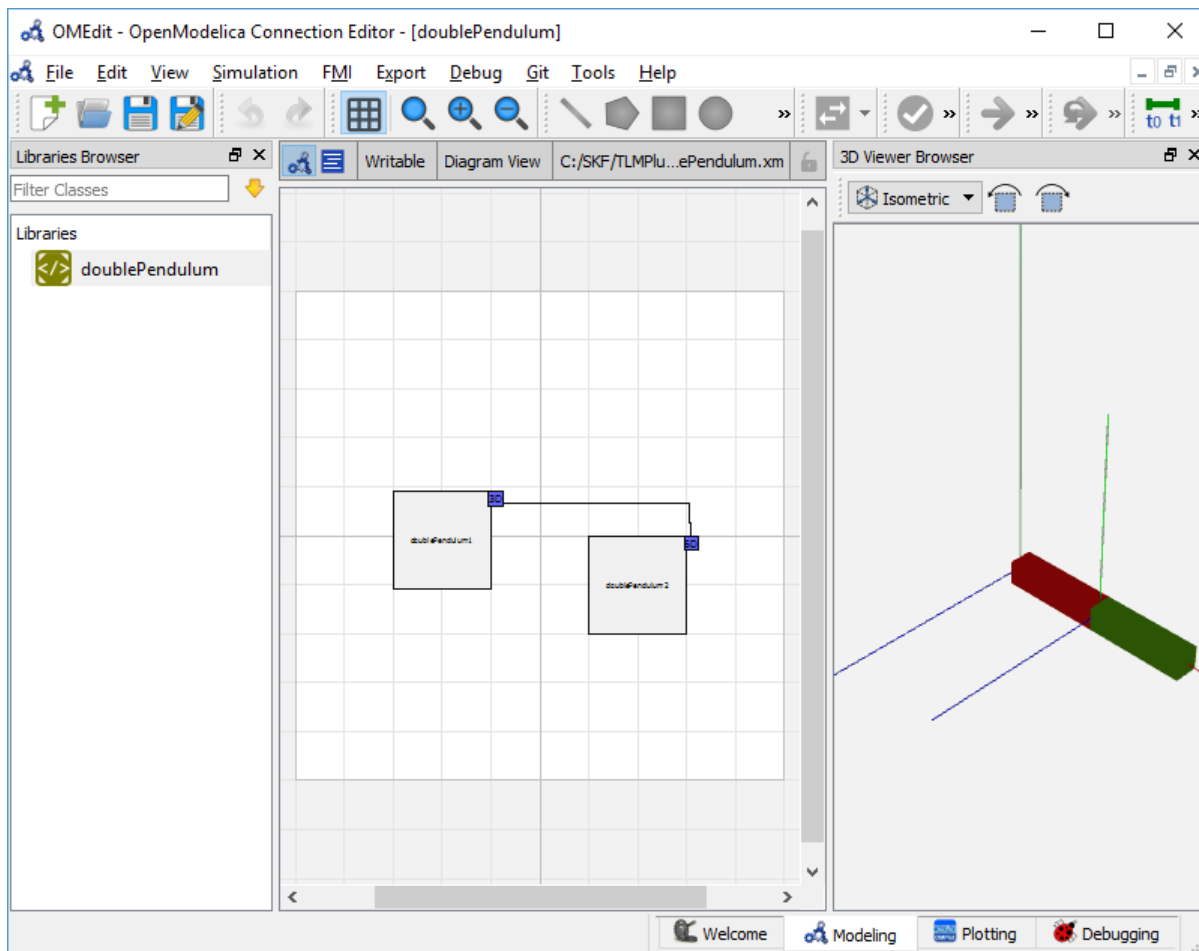 OMEdit - OpenModelica Connection Editor - [doublePendulum]
File Edit View Simulation FMI Export Debug Git Tools Help
t0 t1
Libraries Browser
Writable Diagram View C:/SKF/TLMPlu...ePendulum.xm
3D Viewer Browser
Filter Classes
Isometric
Libraries
doublePendulum
3D
doublePendulum1
3D
doublePendulum2
Welcome Modeling Plotting Debugging